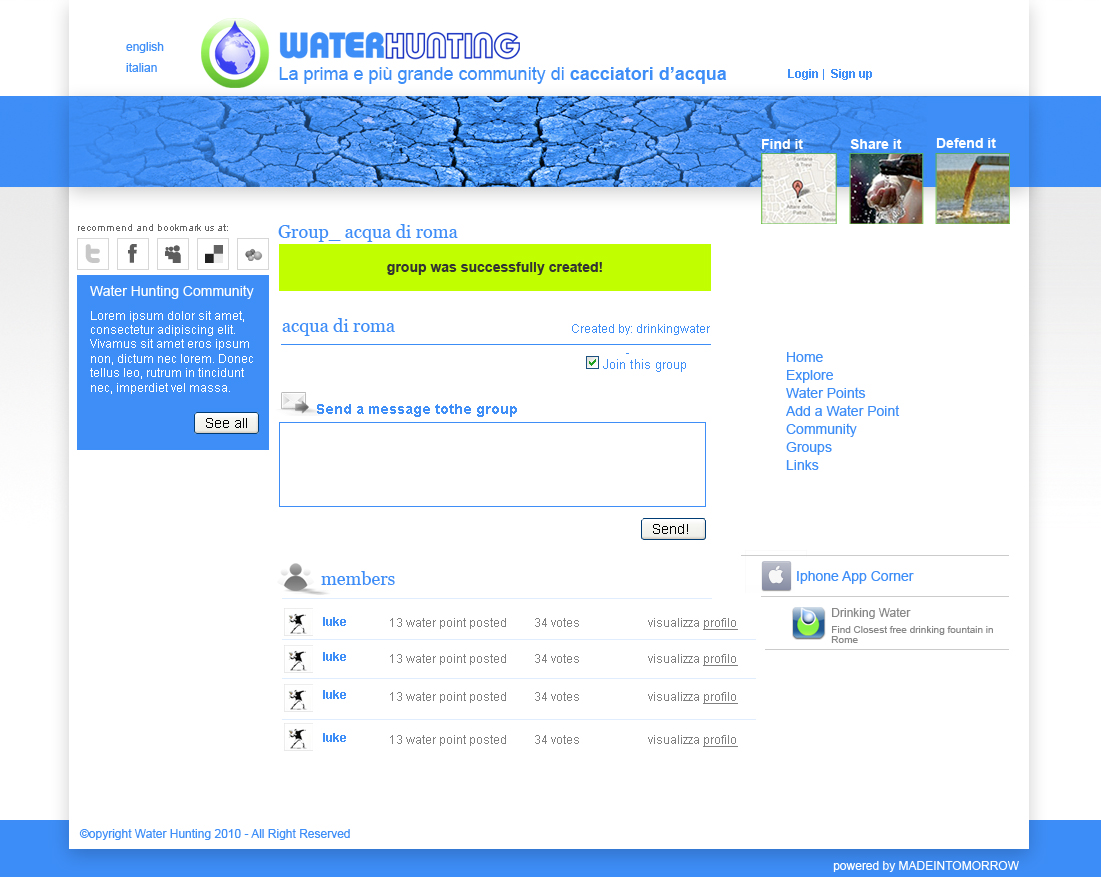 english
italian
WATERHUNTING
La prima e più grande community di cacciatori d'acqua
Login | Sign up
Find it
Share it
Defend it
recommend and bookmark us at:
Water Hunting Community
Lorem ipsum dolor sit amet,
consectetur adipiscing elit.
Vivamus sit amet eros ipsum
non, dictum nec lorem. Donec
tellus leo, rutrum in tincidunt
nec, imperdiet vel massa.
See all
Group_ acqua di roma
group was successfully created!
acqua di roma
Created by: drinkingwater
Join this group
Send a message tothe group
Send!
members
luke 13 water point posted 34 votes visualizza profilo
luke 13 water point posted 34 votes visualizza profilo
luke 13 water point posted 34 votes visualizza profilo
luke 13 water point posted 34 votes visualizza profilo
Home
Explore
Water Points
Add a Water Point
Community
Groups
Links
Iphone App Corner
Drinking Water
Find Closest free drinking fountain in
Rome
©opyright Water Hunting 2010 - All Right Reserved
powered by MADEINTOMORROW